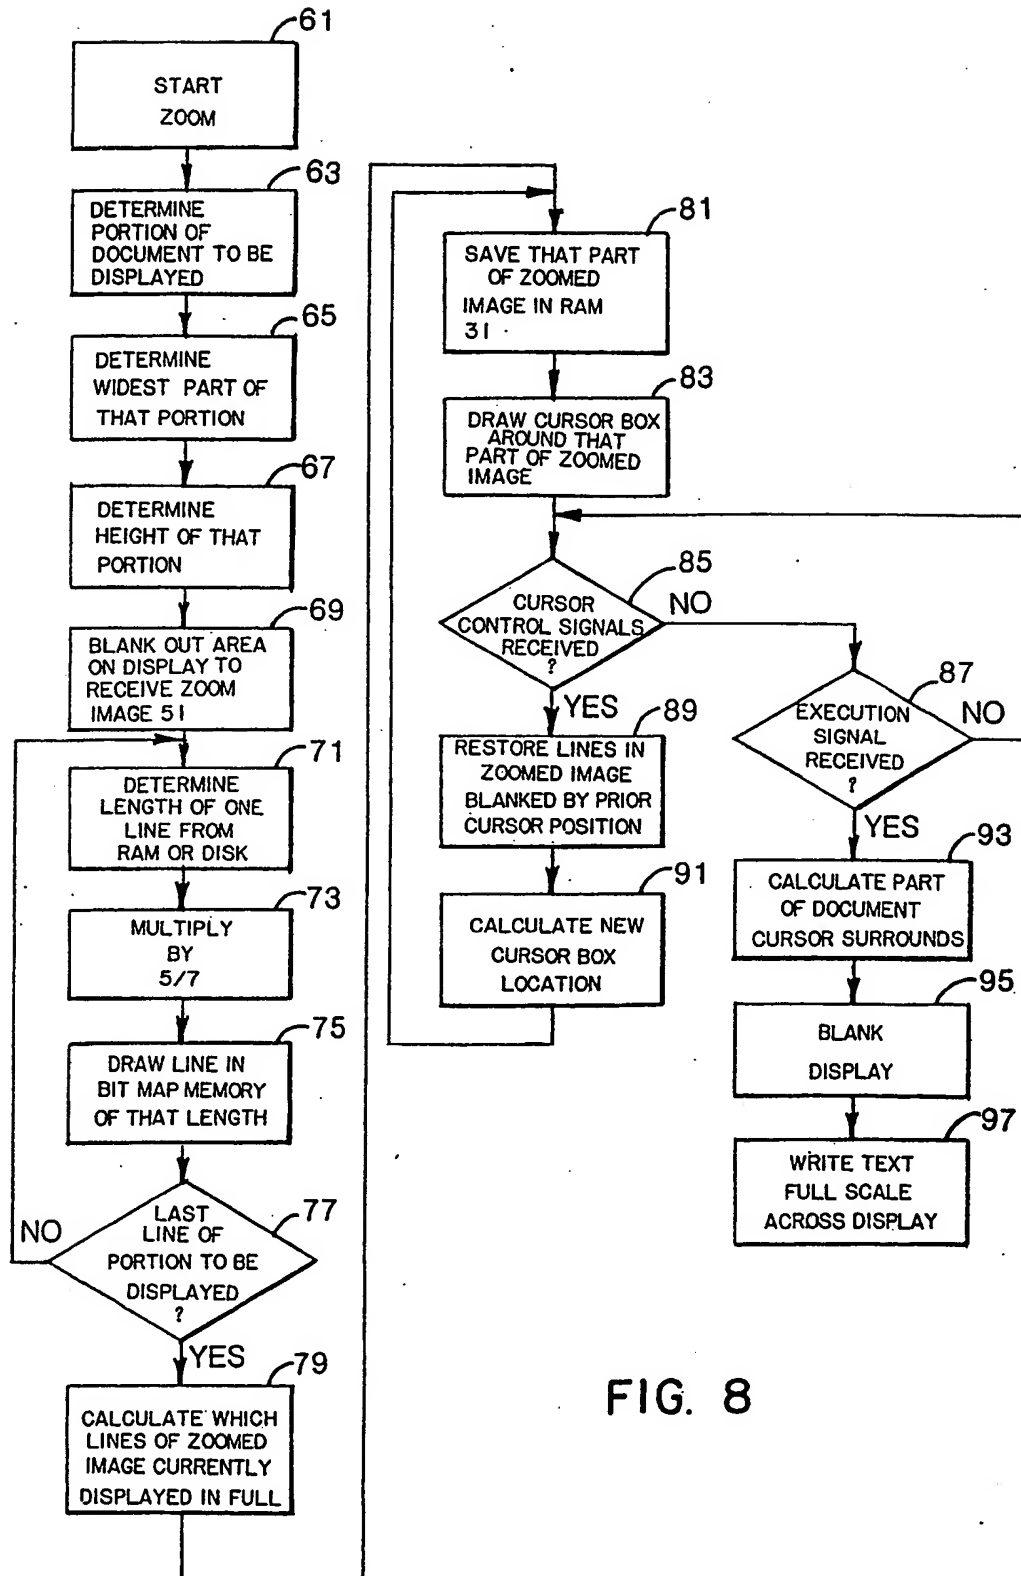 61
START
ZOOM
63
DETERMINE
PORTION OF
DOCUMENT TO BE
DISPLAYED
65
DETERMINE
WIDEST PART OF
THAT PORTION
67
DETERMINE
HEIGHT OF THAT
PORTION
69
BLANK OUT AREA
ON DISPLAY TO
RECEIVE ZOOM
IMAGE 51
71
DETERMINE
LENGTH OF ONE
LINE FROM
RAM OR DISK
73
MULTIPLY
BY
5/7
75
DRAW LINE IN
BIT MAP MEMORY
OF THAT LENGTH
77
LAST
LINE OF
PORTION TO BE
DISPLAYED
?
NO
YES
79
CALCULATE WHICH
LINES OF ZOOMED
IMAGE CURRENTLY
DISPLAYED IN FULL
81
SAVE THAT PART
OF ZOOMED
IMAGE IN RAM
31
83
DRAW CURSOR BOX
AROUND THAT
PART OF ZOOMED
IMAGE
85
CURSOR
CONTROL SIGNALS
RECEIVED
?
NO
YES
89
RESTORE LINES IN
ZOOMED IMAGE
BLANKED BY PRIOR
CURSOR POSITION
91
CALCULATE NEW
CURSOR BOX
LOCATION
87
EXECUTION
SIGNAL
RECEIVED
?
NO
YES
93
CALCULATE PART
OF DOCUMENT
CURSOR SURROUNDS
95
BLANK
DISPLAY
97
WRITE TEXT
FULL SCALE
ACROSS DISPLAY
FIG. 8